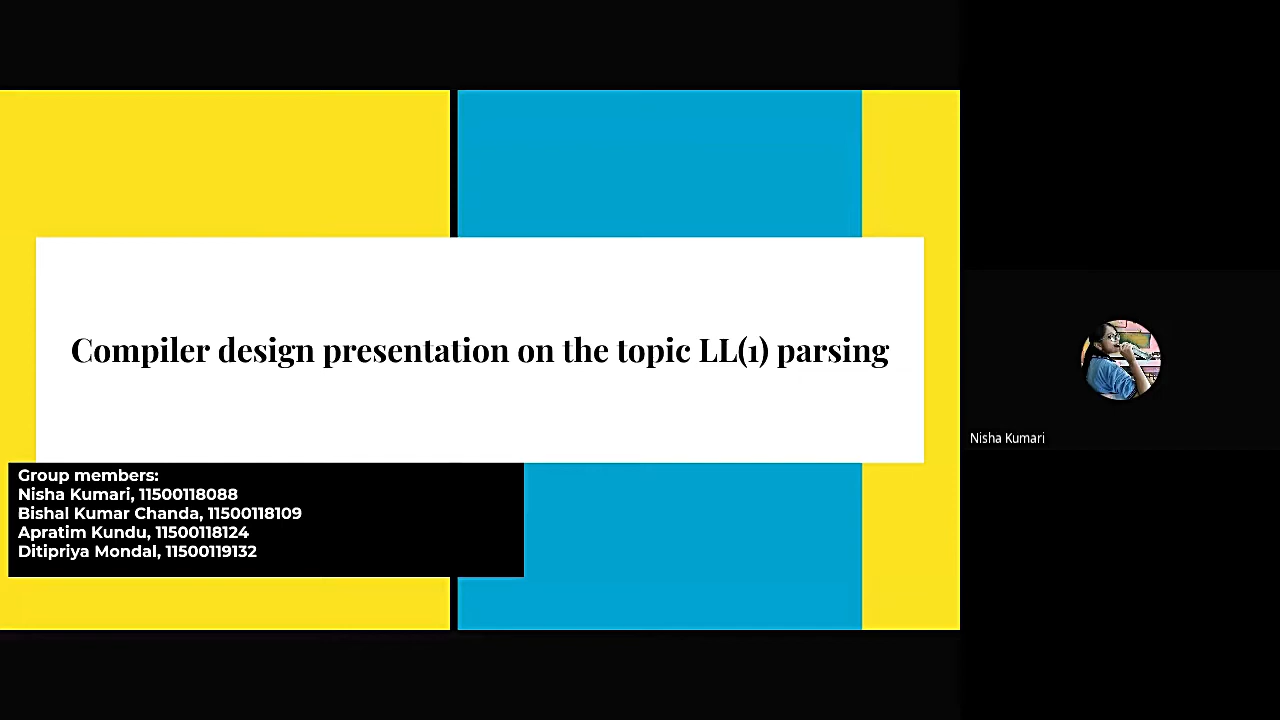 Compiler design presentation on the topic LL(1) parsing
Group members:
Nisha Kumari, 11500118088
Bishal Kumar Chanda, 11500118109
Apratim Kundu, 11500118124
Ditipriya Mondal, 11500119132
Nisha Kumari